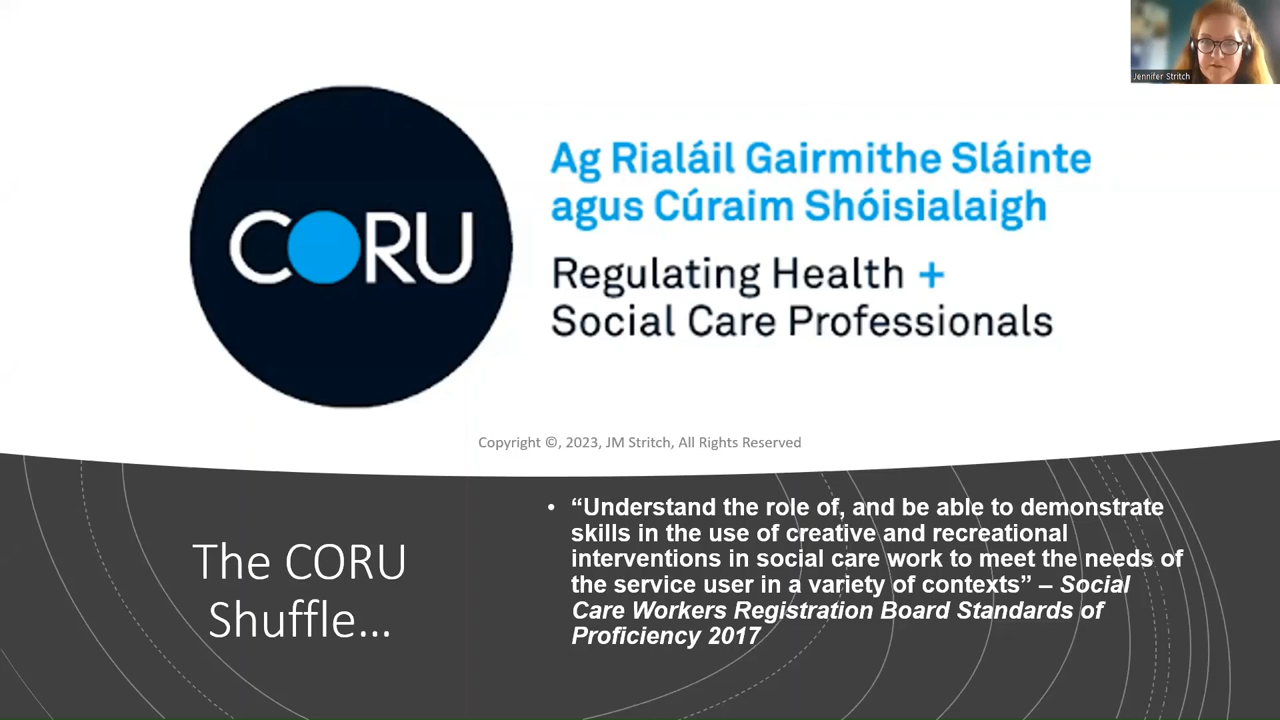 Jennifer Stritch
CORU
Ag Rialáil Gairmithe Sláinte
agus Cúraim Shóisialaigh
Regulating Health +
Social Care Professionals
Copyright ©, 2023, JM Stritch, All Rights Reserved
The CORU
Shuffle...
• “Understand the role of, and be able to demonstrate
skills in the use of creative and recreational
interventions in social care work to meet the needs of
the service user in a variety of contexts” – Social
Care Workers Registration Board Standards of
Proficiency 2017